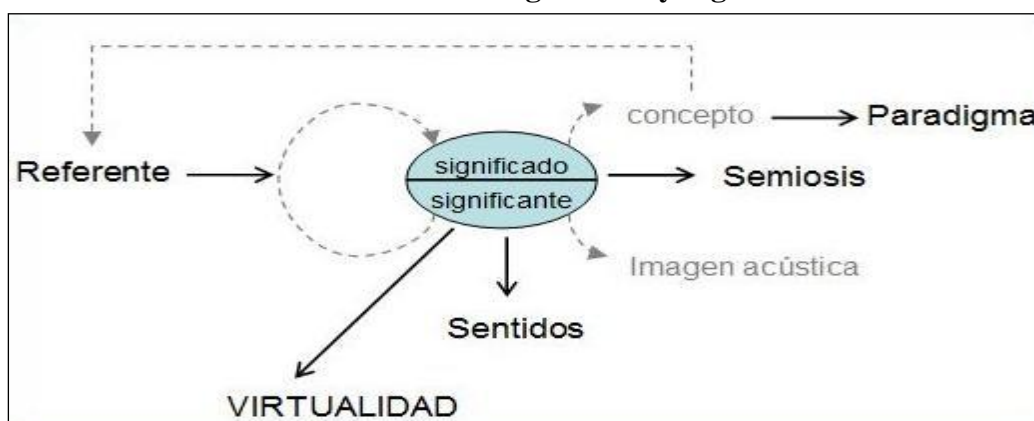 concepto
Paradigma
Referente
significado
significante
Semiosis
Imagen acústica
Sentidos
VIRTUALIDAD